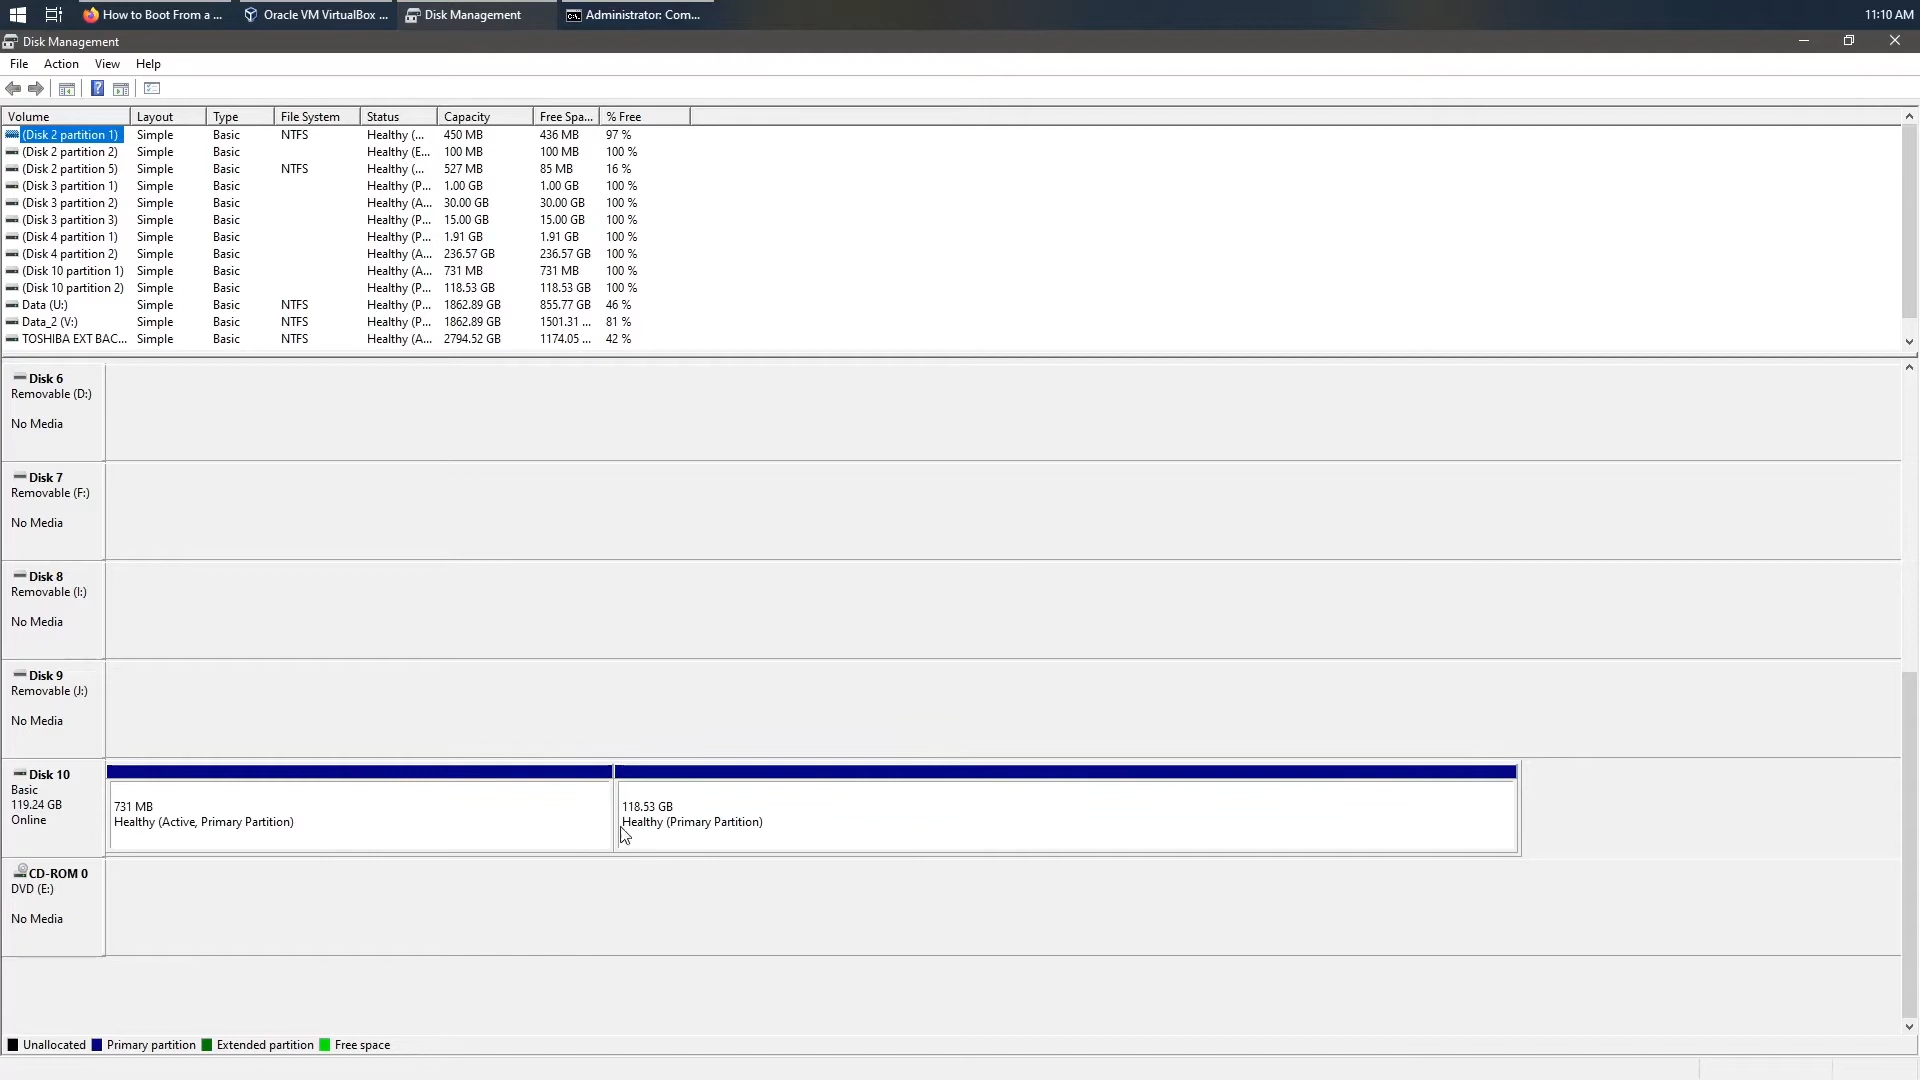 How to Boot From a ...
Oracle VM VirtualBox ...
Disk Management
Administrator: Com...
11:10 AM
Disk Management
File Action View Help
Volume Layout Type File System Status Capacity Free Spa... % Free
(Disk 2 partition 1) Simple Basic NTFS Healthy (... 450 MB 436 MB 97 %
(Disk 2 partition 2) Simple Basic Healthy (E... 100 MB 100 MB 100 %
(Disk 2 partition 5) Simple Basic NTFS Healthy (... 527 MB 85 MB 16 %
(Disk 3 partition 1) Simple Basic Healthy (P... 1.00 GB 1.00 GB 100 %
(Disk 3 partition 2) Simple Basic Healthy (A... 30.00 GB 30.00 GB 100 %
(Disk 3 partition 3) Simple Basic Healthy (P... 15.00 GB 15.00 GB 100 %
(Disk 4 partition 1) Simple Basic Healthy (P... 1.91 GB 1.91 GB 100 %
(Disk 4 partition 2) Simple Basic Healthy (A... 236.57 GB 236.57 GB 100 %
(Disk 10 partition 1) Simple Basic Healthy (A... 731 MB 731 MB 100 %
(Disk 10 partition 2) Simple Basic Healthy (P... 118.53 GB 118.53 GB 100 %
Data (U:) Simple Basic NTFS Healthy (P... 1862.89 GB 855.77 GB 46 %
Data_2 (V:) Simple Basic NTFS Healthy (P... 1862.89 GB 1501.31 ... 81 %
TOSHIBA EXT BAC... Simple Basic NTFS Healthy (A... 2794.52 GB 1174.05 ... 42 %
Disk 6
Removable (D:)
No Media
Disk 7
Removable (F:)
No Media
Disk 8
Removable (I:)
No Media
Disk 9
Removable (J:)
No Media
Disk 10
Basic
119.24 GB
Online
731 MB
Healthy (Active, Primary Partition)
118.53 GB
Healthy (Primary Partition)
CD-ROM 0
DVD (E:)
No Media
Unallocated Primary partition Extended partition Free space